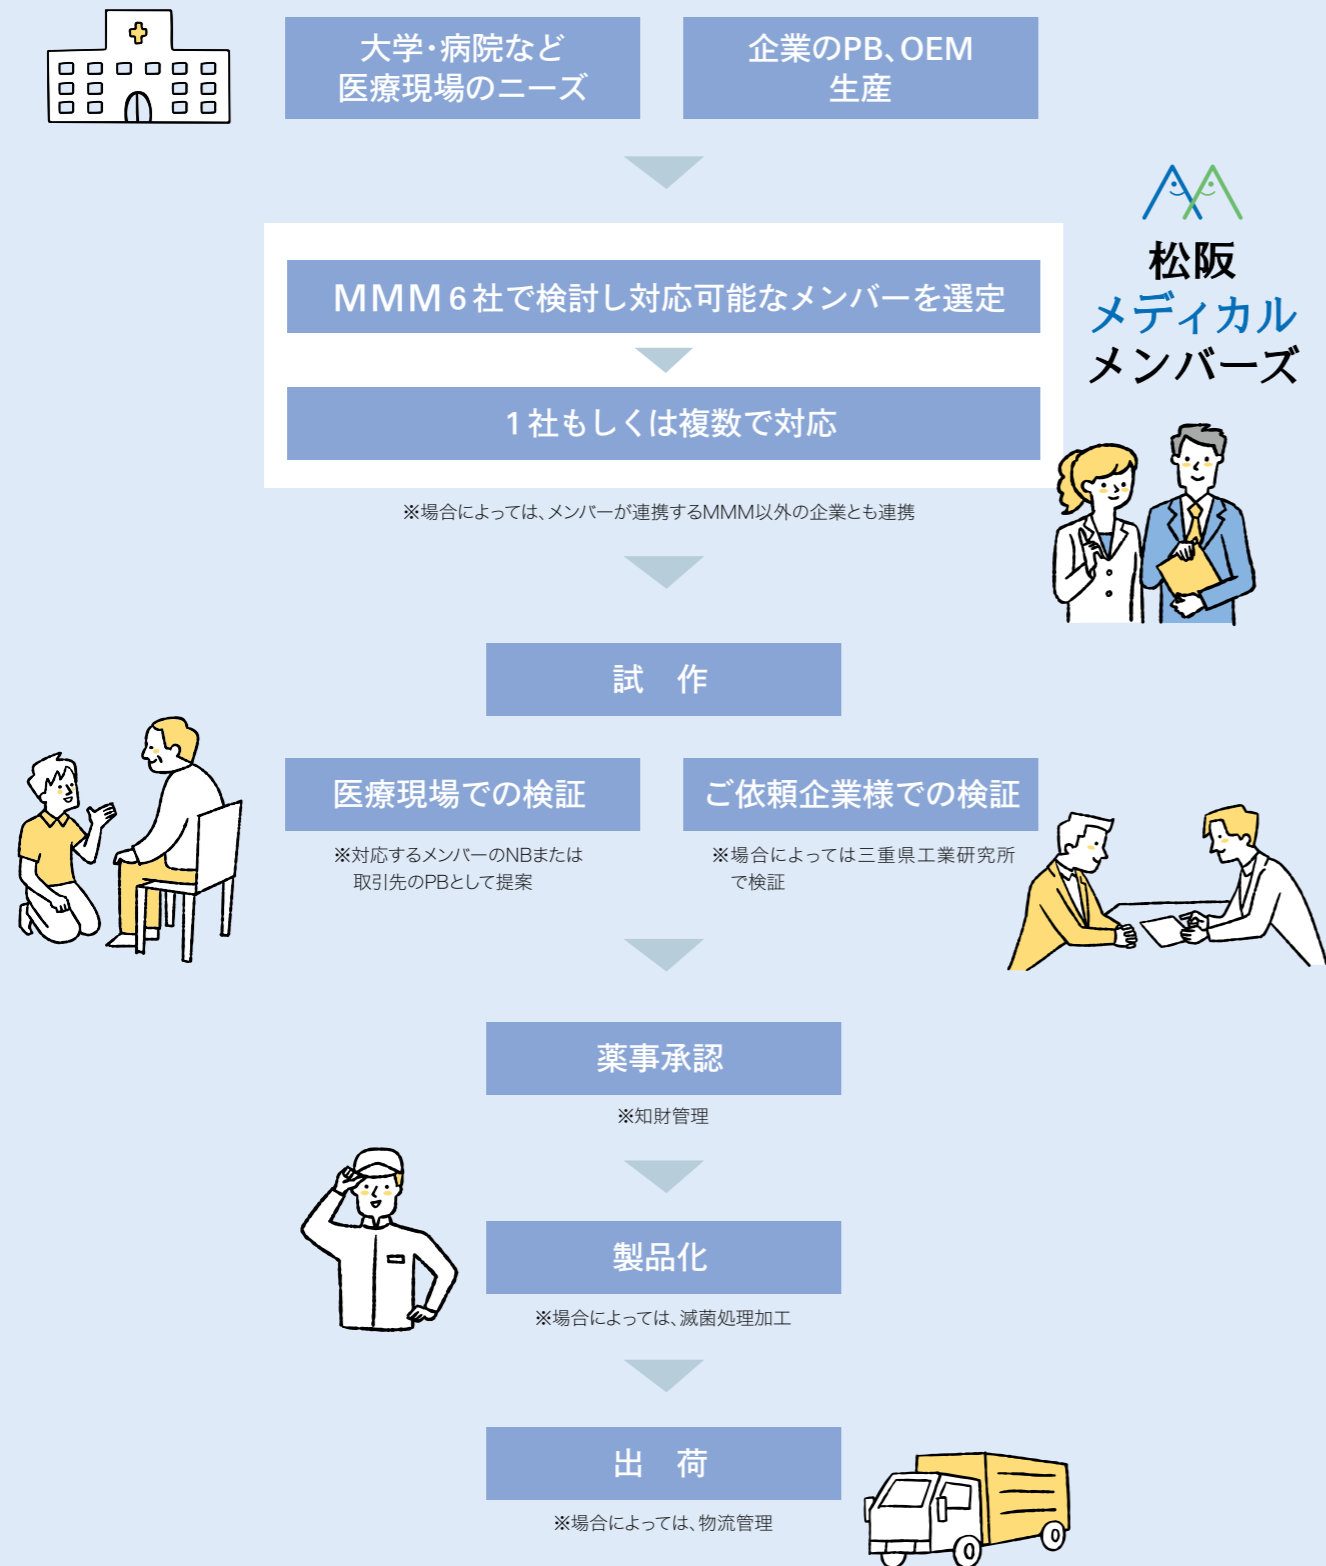 大学・病院など
医療現場のニーズ
企業のPB、OEM
生産
松阪
メディカル
メンバーズ
MMM6社で検討し対応可能なメンバーを選定
1社もしくは複数で対応
※場合によっては、メンバーが連携するMMM以外の企業とも連携
試　作
医療現場での検証
※対応するメンバーのNBまたは
取引先のPBとして提案
ご依頼企業様での検証
※場合によっては三重県工業研究所
で検証
薬事承認
※知財管理
製品化
※場合によっては、滅菌処理加工
出　荷
※場合によっては、物流管理